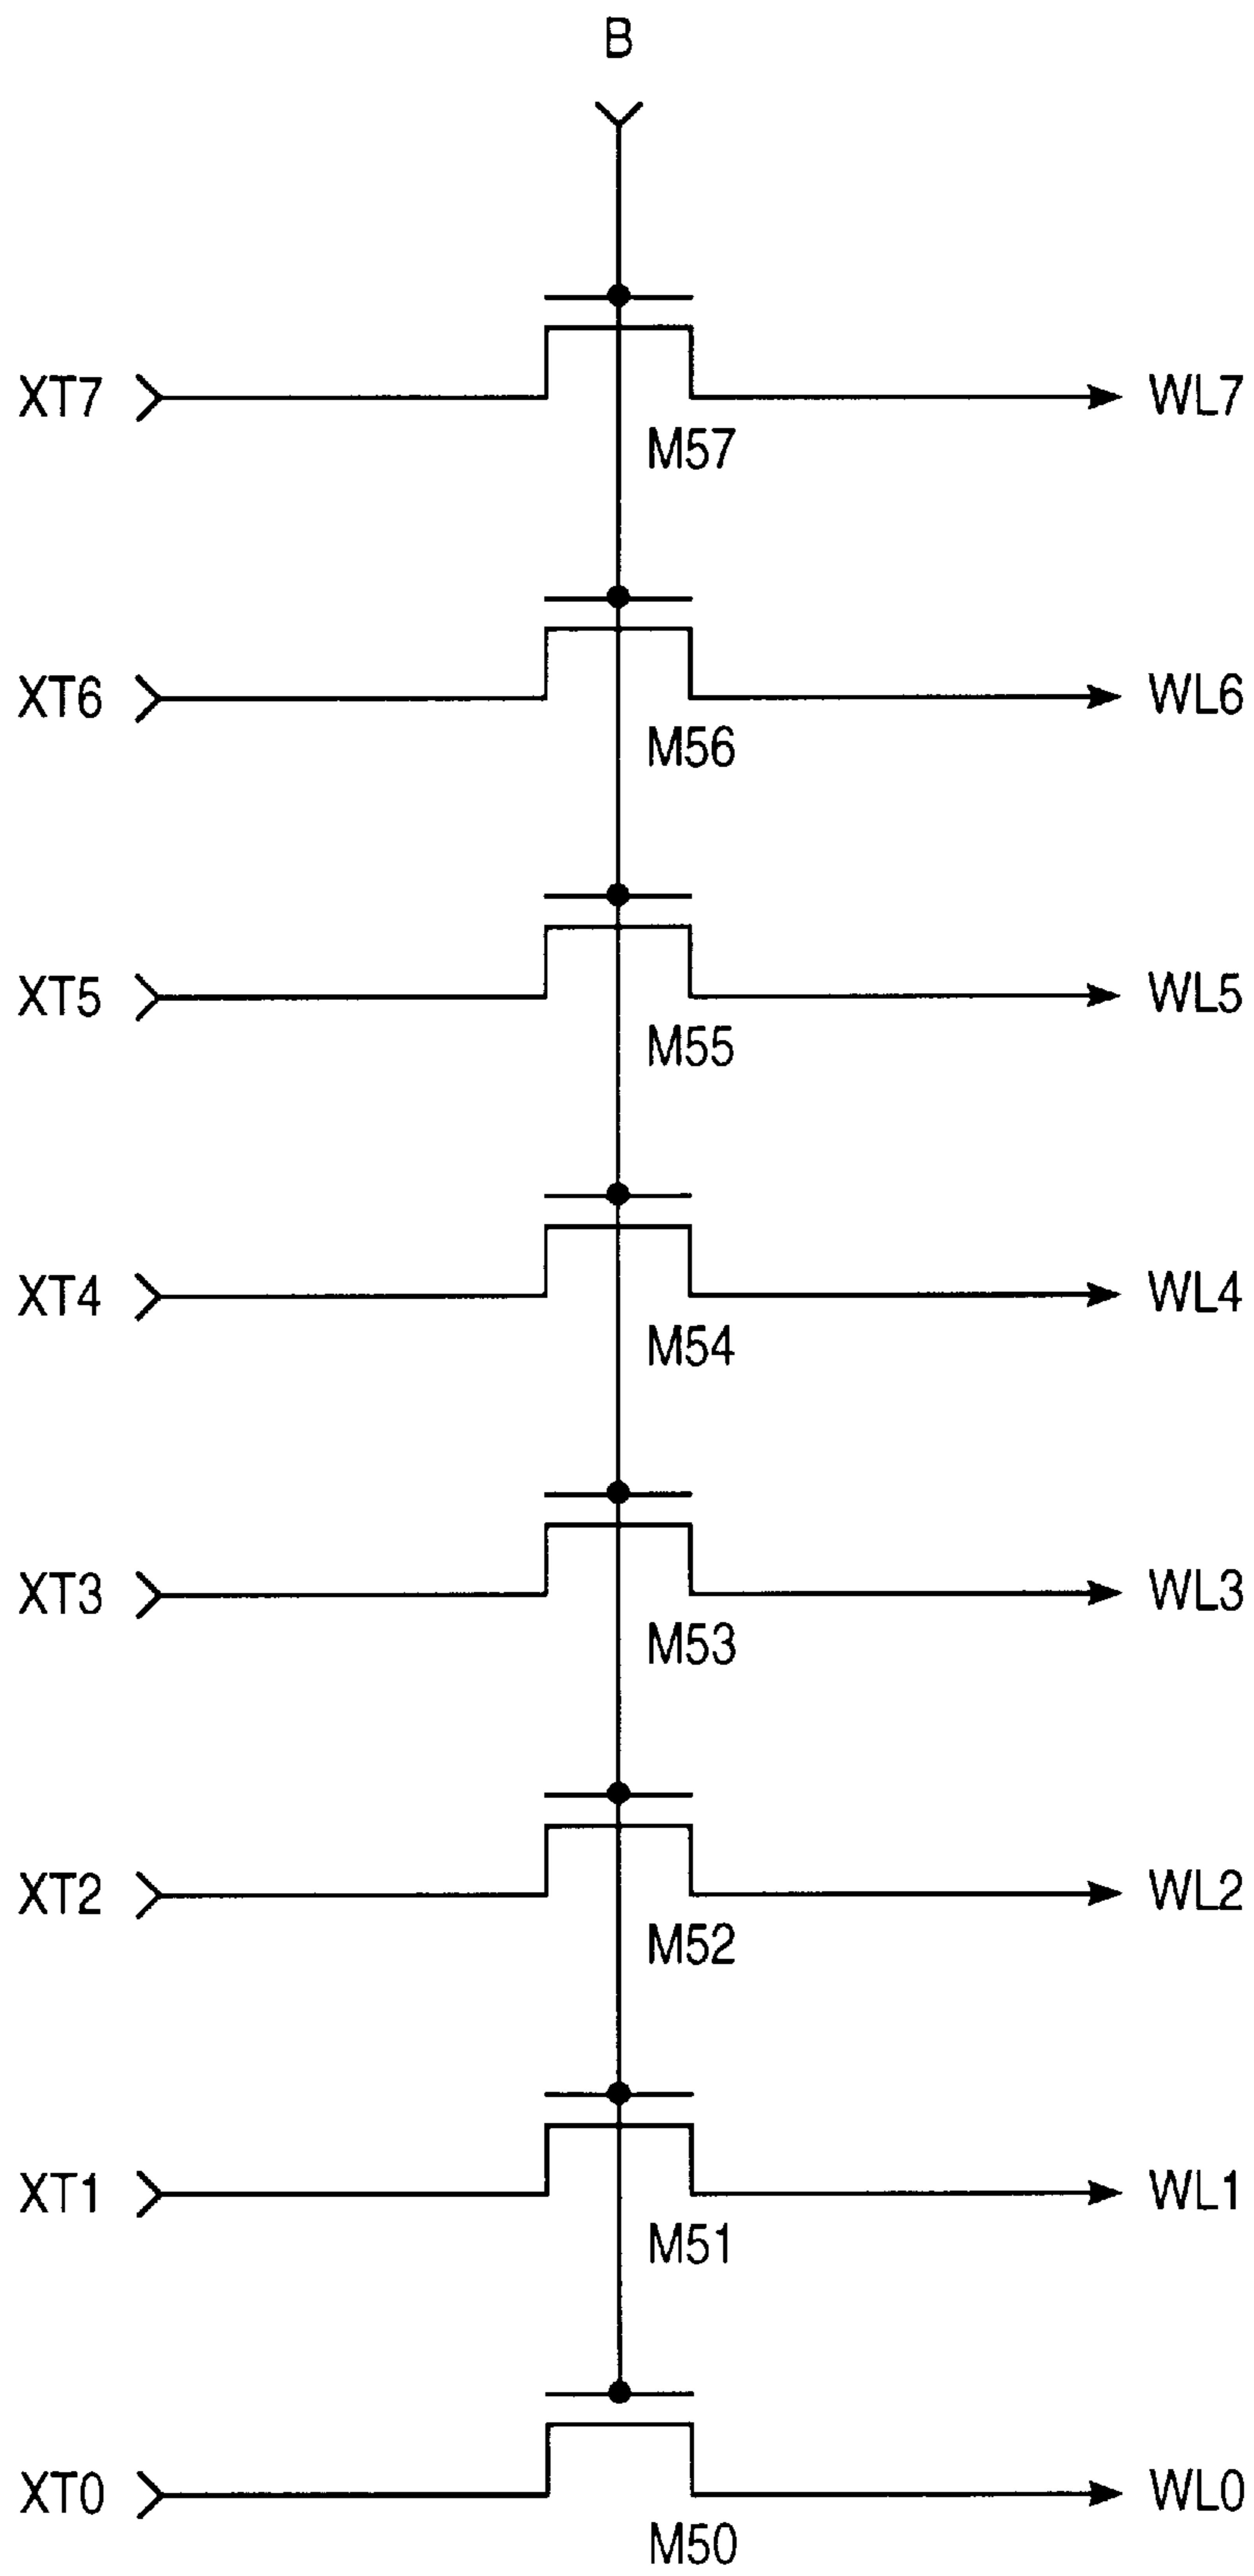 B
XT7 WL7
M57
XT6 WL6
M56
XT5 WL5
M55
XT4 WL4
M54
XT3 WL3
M53
XT2 WL2
M52
XT1 WL1
M51
XT0 WL0
M50